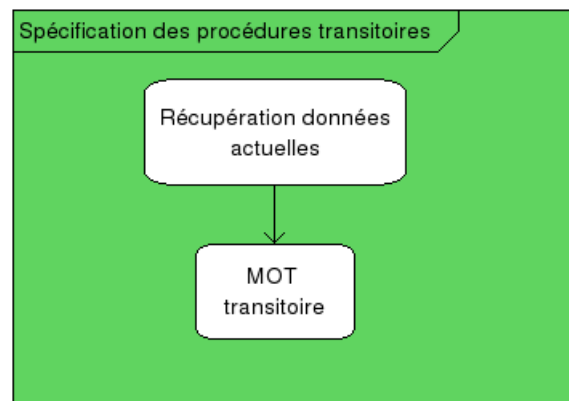 Spécification des procédures transitoires
Récupération données
actuelles
MOT
transitoire